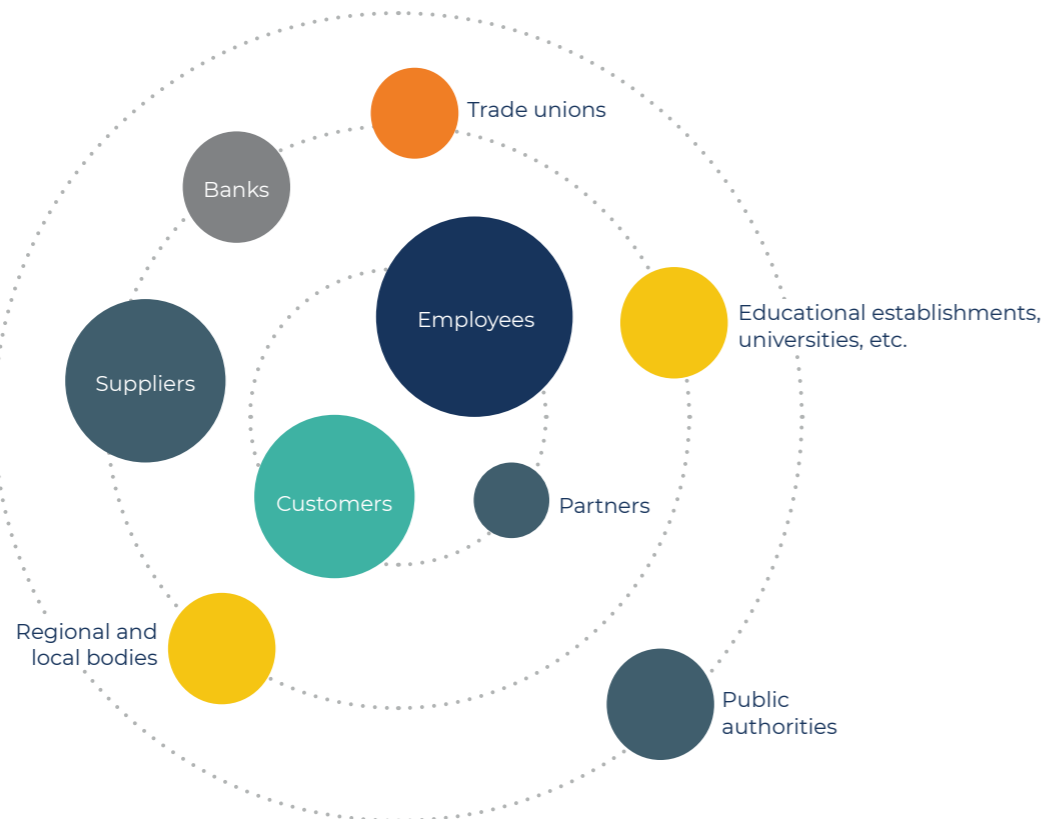 Trade unions
Banks
Employees
Educational establishments,
universities, etc.
Suppliers
Customers
Partners
Regional and
local bodies
Public
authorities